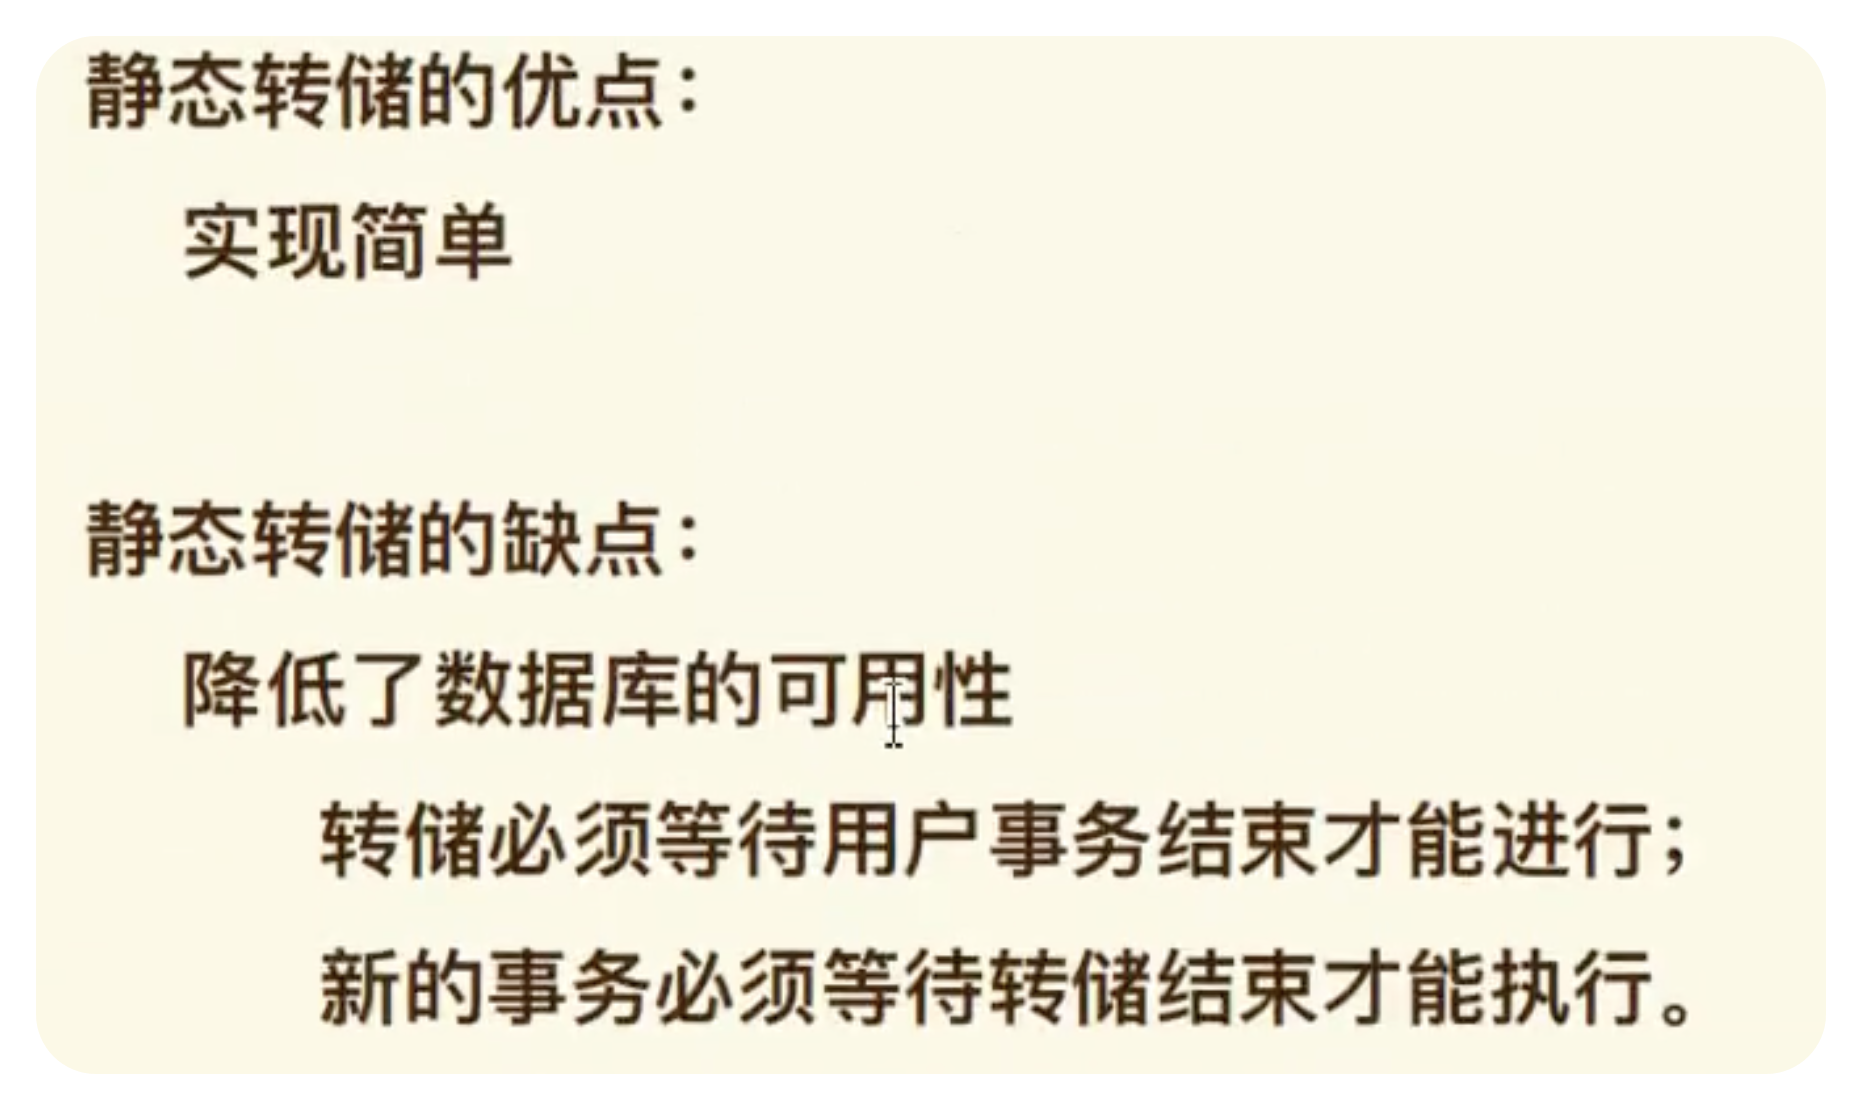 静态转储的优点：
实现简单
静态转储的缺点：
降低了数据库的可用性
转储必须等待用户事务结束才能进行；
新的事务必须等待转储结束才能执行。